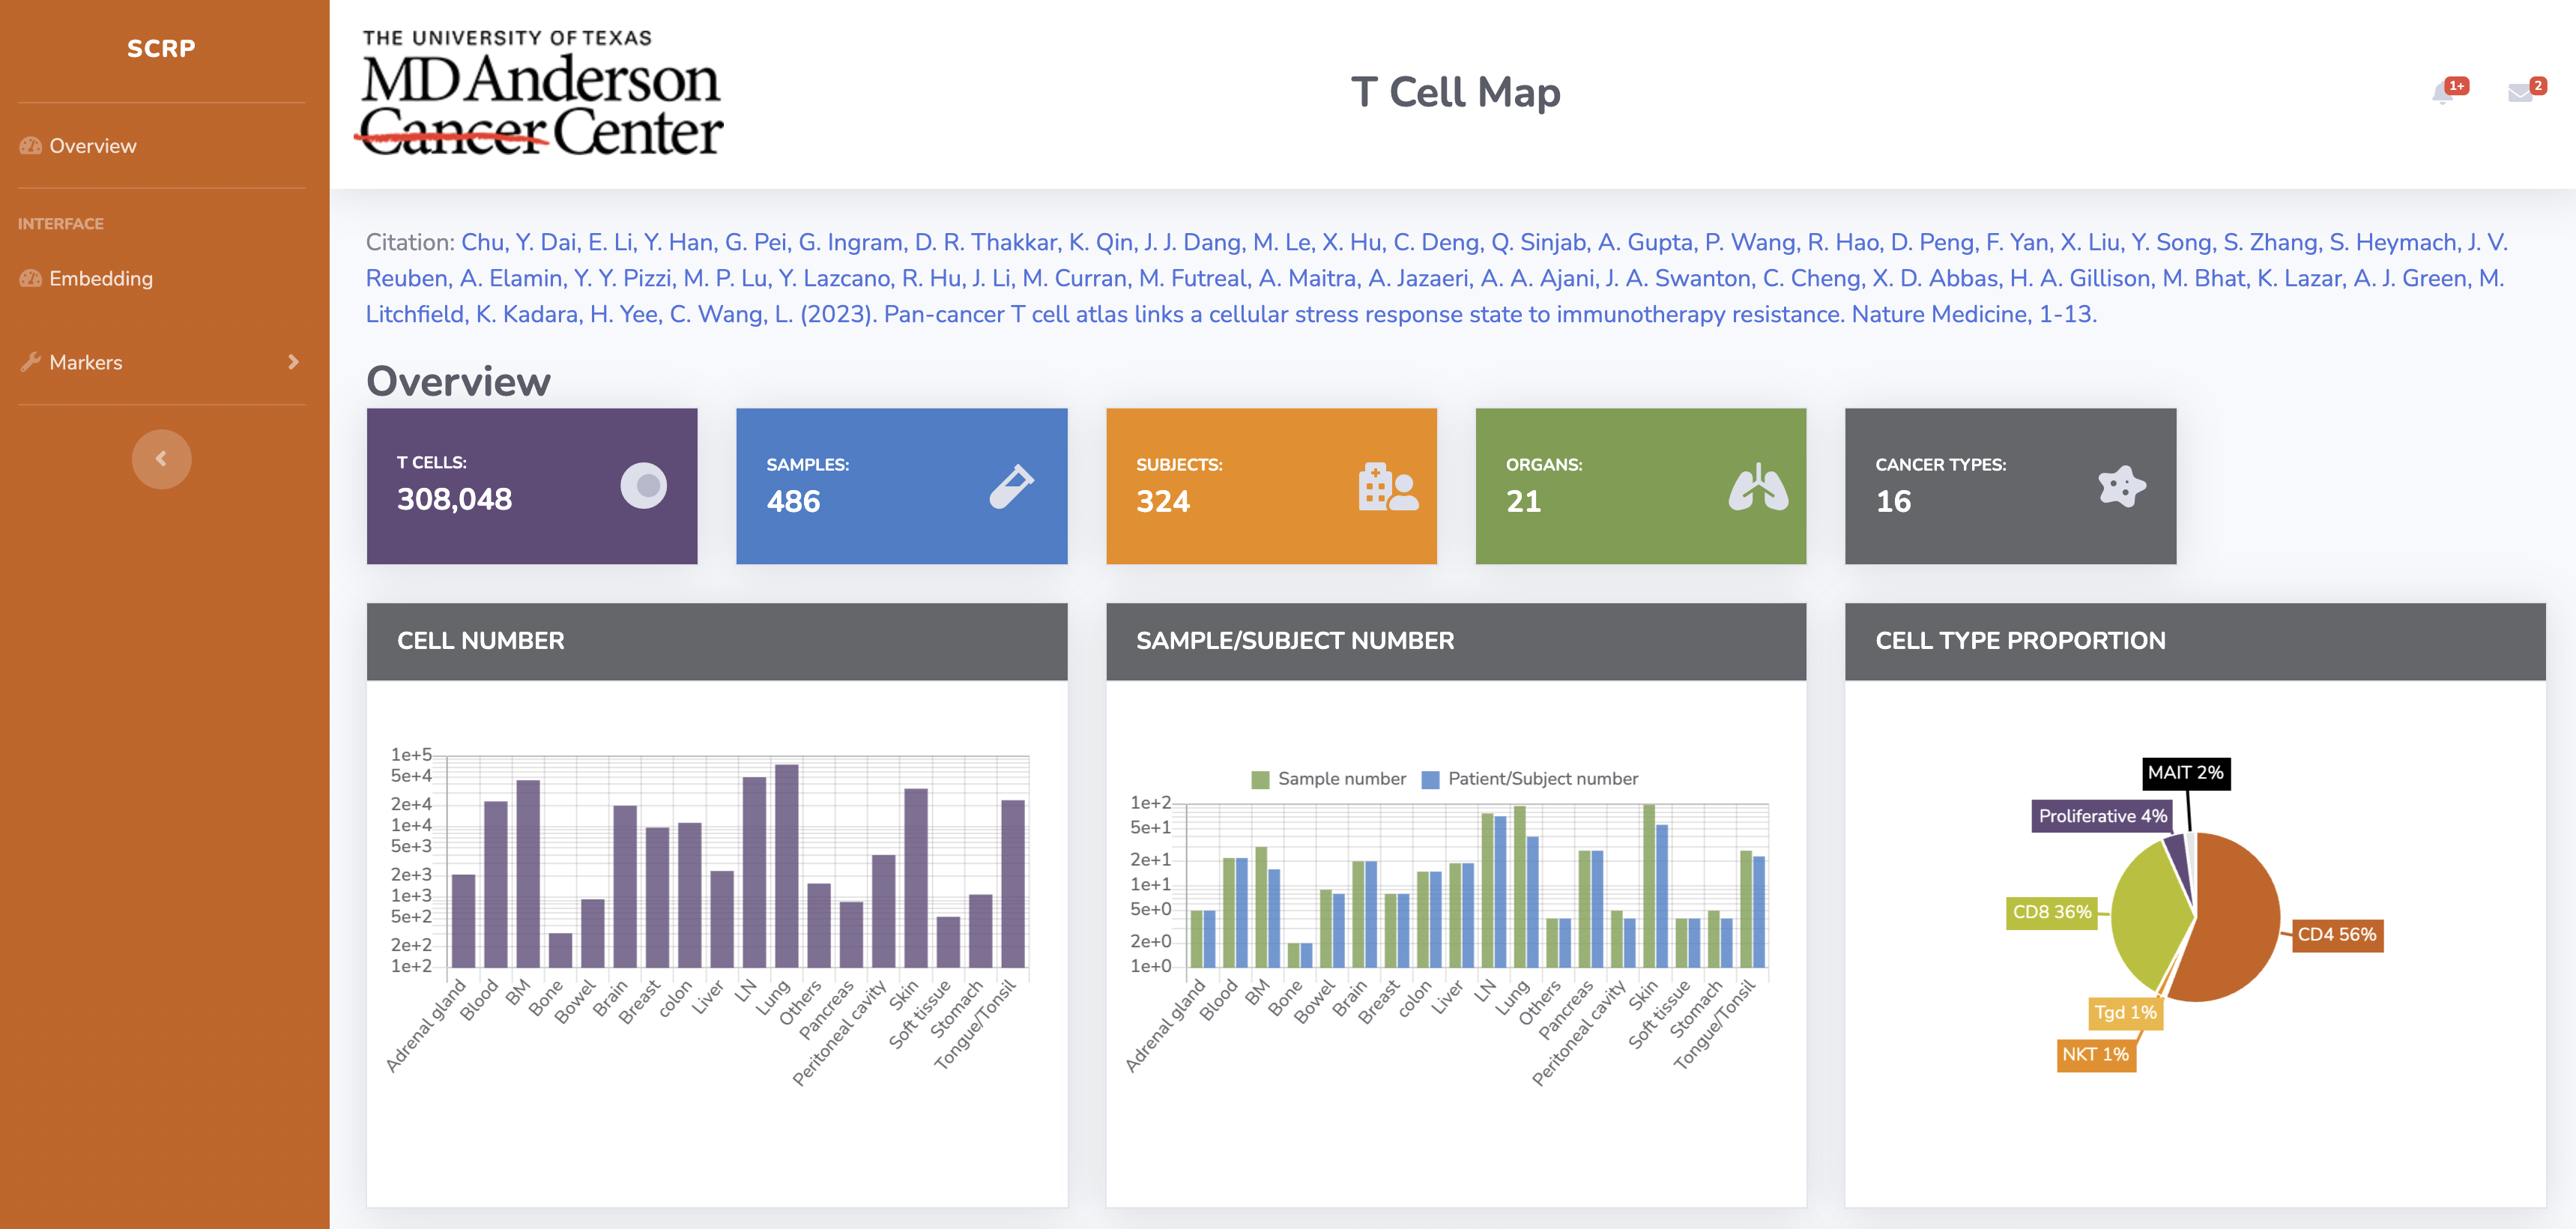 SCRP
Overview
INTERFACE
Embedding
Markers
THE UNIVERSITY OF TEXAS
MD Anderson
Cancer Center
T Cell Map
1+
2
Citation: Chu, Y. Dai, E. Li, Y. Han, G. Pei, G. Ingram, D. R. Thakkar, K. Qin, J. J. Dang, M. Le, X. Hu, C. Deng, Q. Sinjab, A. Gupta, P. Wang, R. Hao, D. Peng, F. Yan, X. Liu, Y. Song, S. Zhang, S. Heymach, J. V.
Reuben, A. Elamin, Y. Y. Pizzi, M. P. Lu, Y. Lazcano, R. Hu, J. Li, M. Curran, M. Futreal, A. Maitra, A. Jazaeri, A. A. Ajani, J. A. Swanton, C. Cheng, X. D. Abbas, H. A. Gillison, M. Bhat, K. Lazar, A. J. Green, M.
Litchfield, K. Kadara, H. Yee, C. Wang, L. (2023). Pan-cancer T cell atlas links a cellular stress response state to immunotherapy resistance. Nature Medicine, 1-13.
Overview
T CELLS:
308,048
SAMPLES:
486
SUBJECTS:
324
ORGANS:
21
CANCER TYPES:
16
CELL NUMBER
1e+5
5e+4
2e+4
1e+4
5e+3
2e+3
1e+3
5e+2
2e+2
1e+2
Adrenal gland
Blood
BM
Bone
Bowel
Brain
Breast
colon
Liver
LN
Lung
Others
Pancreas
Peritoneal cavity
Skin
Soft tissue
Stomach
Tongue/Tonsil
SAMPLE/SUBJECT NUMBER
Sample number
Patient/Subject number
1e+2
5e+1
2e+1
1e+1
5e+0
2e+0
1e+0
Adrenal gland
Blood
BM
Bone
Bowel
Brain
Breast
colon
Liver
LN
Lung
Others
Pancreas
Peritoneal cavity
Skin
Soft tissue
Stomach
Tongue/Tonsil
CELL TYPE PROPORTION
MAIT 2%
Proliferative 4%
CD8 36%
CD4 56%
Tgd 1%
NKT 1%